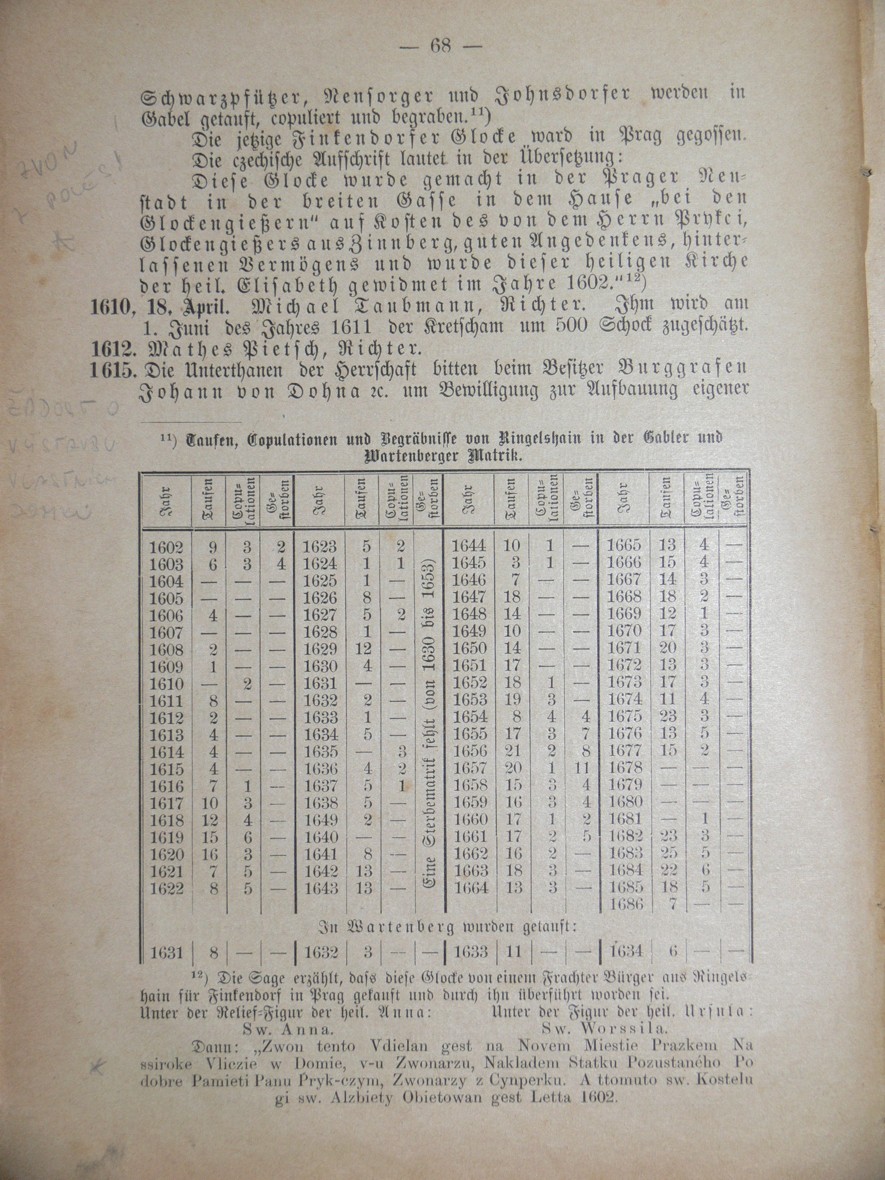 — 68 —
Schwarzpfützer, Neusorger und Johnsdorfer werden in
Gabel getauft, copuliert und begraben.¹¹)
Die jetzige Finkendorfer Glocke ward in Prag gegossen.
Die czechische Aufschrift lautet in der Übersetzung:
Diese Glocke wurde gemacht in der Prager Neu-
stadt in der breiten Gasse in dem Hause „bei den
Glockengießern" auf Kosten des von dem Herrn Prykci,
Glockengießers aus Zinnberg, guten Angedenkens, hinter-
lassenen Vermögens und wurde dieser heiligen Kirche
der heil. Elisabeth gewidmet im Jahre 1602."¹²)
1610, 18. April. Michael Taubmann, Richter. Ihm wird am
1. Juni des Jahres 1611 der Kretscham um 500 Schock zugeschätzt.
1612. Mathes Pietsch, Richter.
1615. Die Unterthanen der Herrschaft bitten beim Besitzer Burggrafen
Johann von Dohna ꝛc. um Bewilligung zur Aufbauung eigener
¹¹) Taufen, Copulationen und Begräbnisse von Ringelshain in der Gabler und
Wartenberger Matrik.
Jahr Taufen Copu-lationen Ge-storben Jahr Taufen Copu-lationen Ge-storben Jahr Taufen Copu-lationen Ge-storben Jahr Taufen Copu-lationen Ge-storben
1602 9 3 2 1623 5 2 1644 10 1 — 1665 13 4 —
1603 6 3 4 1624 1 1 1645 3 1 — 1666 15 4 —
1604 — — — 1625 1 — 1646 7 — — 1667 14 3 —
1605 — — — 1626 8 — 1647 18 — — 1668 18 2 —
1606 4 — — 1627 5 2 1648 14 — — 1669 12 1 —
1607 — — — 1628 1 — 1649 10 — — 1670 17 3 —
1608 2 — — 1629 12 — 1650 14 — — 1671 20 3 —
1609 1 — — 1630 4 — 1651 17 — — 1672 13 3 —
1610 — 2 — 1631 — — 1652 18 1 — 1673 17 3 —
1611 8 — — 1632 2 — 1653 19 3 — 1674 11 4 —
1612 2 — — 1633 1 — 1654 8 4 4 1675 23 3 —
1613 4 — — 1634 5 — 1655 17 3 7 1676 13 5 —
1614 4 — — 1635 — 3 1656 21 2 8 1677 15 2 —
1615 4 — — 1636 4 2 1657 20 1 11 1678 — — —
1616 7 1 — 1637 5 1 1658 15 3 4 1679 — — —
1617 10 3 — 1638 5 — 1659 16 3 4 1680 — — —
1618 12 4 — 1649 2 — 1660 17 1 2 1681 — 1 —
1619 15 6 — 1640 — — 1661 17 2 5 1682 23 3 —
1620 16 3 — 1641 8 — 1662 16 2 — 1683 25 5 —
1621 7 5 — 1642 13 — 1663 18 3 — 1684 22 6 —
1622 8 5 — 1643 13 — 1664 13 3 — 1685 18 5 —
1686 7 — —
Eine Sterbematrik fehlt (von 1630 bis 1653)
In Wartenberg wurden getauft:
1631 8 — — 1632 3 — — 1633 11 — — 1634 6 — —
¹²) Die Sage erzählt, dass diese Glocke von einem Frachter Bürger aus Ringels-
hain für Finkendorf in Prag gekauft und durch ihn überführt worden sei.
Unter der Relief-Figur der heil. Anna: Unter der Figur der heil. Ursula:
Sw. Anna. Sw. Worssila.
Dann: „Zwon tento Vdielan gest na Novem Miestie Prazkem Na
ssiroke Vliczie w Domie, v-u Zwonarzu, Nakladem Statku Pozustaného Po
dobre Pamieti Panu Pryk-czym, Zwonarzy z Cynperku. A ttomuto sw. Kostelu
gi sw. Alzbiety Obietowan gest Letta 1602.